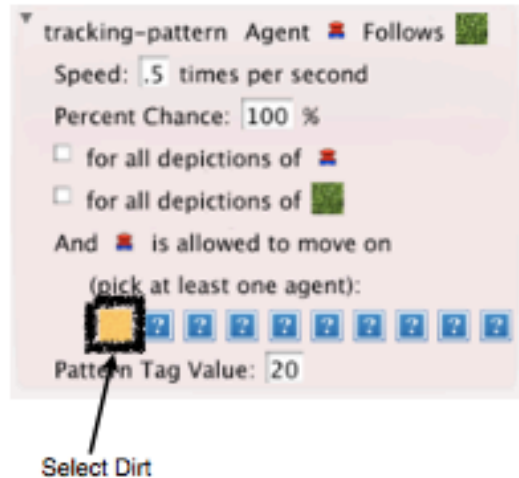 tracking-pattern Agent Follows
Speed: .5 times per second
Percent Chance: 100 %
for all depictions of
for all depictions of
And is allowed to move on
(pick at least one agent):
? ? ? ? ? ? ? ? ?
Pattern Tag Value: 20
Select Dirt